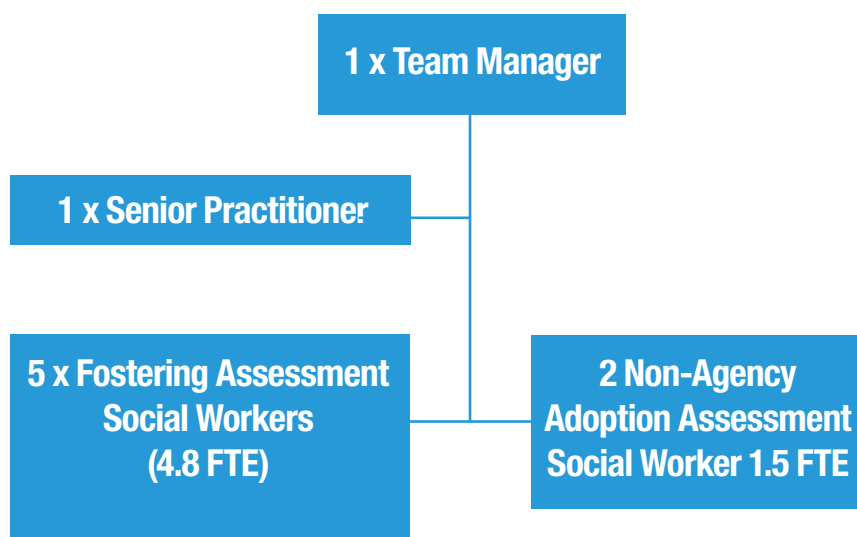 1 x Team Manager
1 x Senior Practitioner
5 x Fostering Assessment
Social Workers
(4.8 FTE)
2 Non-Agency
Adoption Assessment
Social Worker 1.5 FTE